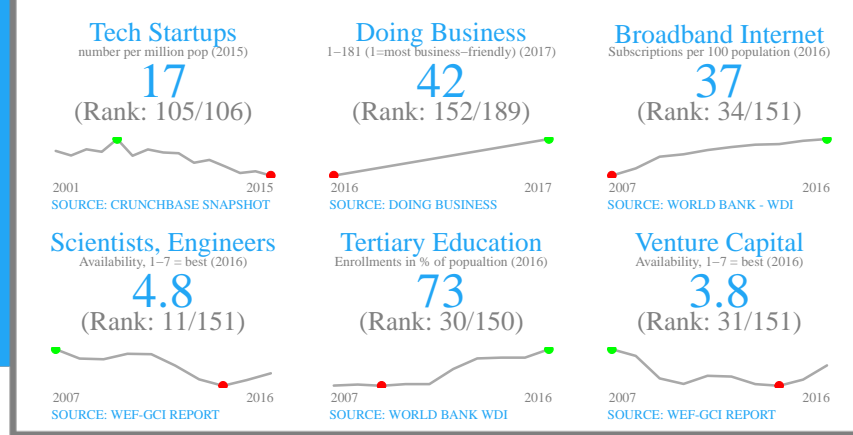 Tech Startups
number per million pop (2015)
17
(Rank: 105/106)
2001 2015
SOURCE: CRUNCHBASE SNAPSHOT
Doing Business
1−181 (1=most business−friendly) (2017)
42
(Rank: 152/189)
2016 2017
SOURCE: DOING BUSINESS
Broadband Internet
Subscriptions per 100 population (2016)
37
(Rank: 34/151)
2007 2016
SOURCE: WORLD BANK - WDI
Scientists, Engineers
Availability, 1−7 = best (2016)
4.8
(Rank: 11/151)
2007 2016
SOURCE: WEF-GCI REPORT
Tertiary Education
Enrollments in % of popualtion (2016)
73
(Rank: 30/150)
2007 2016
SOURCE: WORLD BANK WDI
Venture Capital
Availability, 1−7 = best (2016)
3.8
(Rank: 31/151)
2007 2016
SOURCE: WEF-GCI REPORT